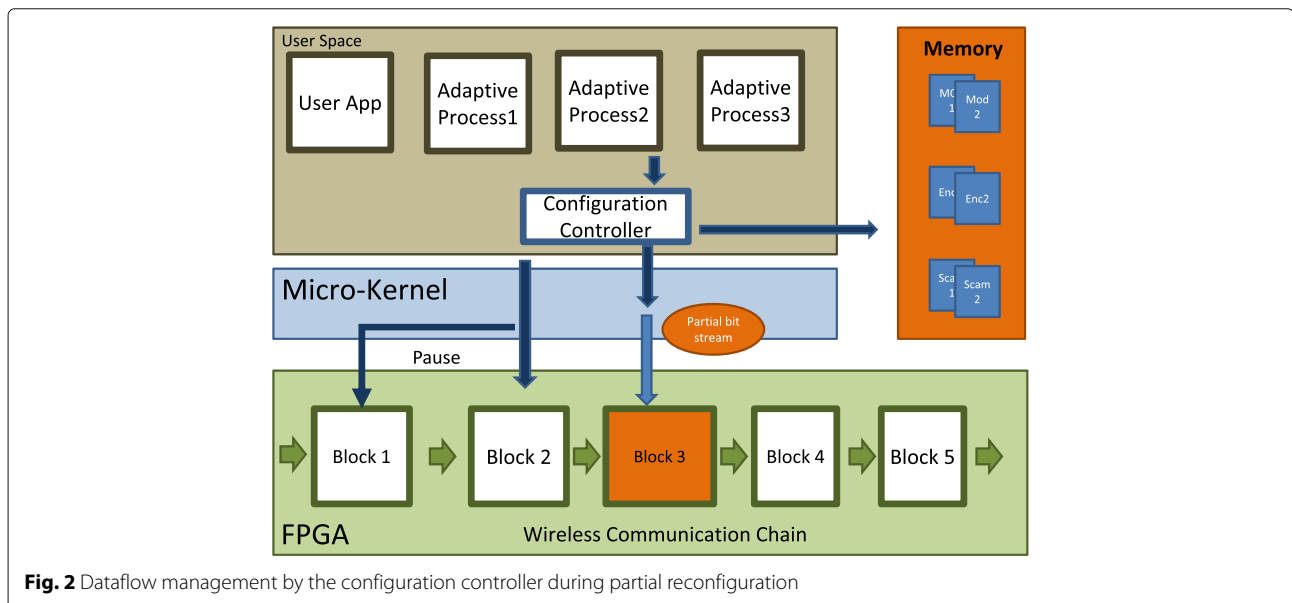 User Space
User App
Adaptive
Process1
Adaptive
Process2
Adaptive
Process3
Configuration
Controller
Memory
1
Mod
2
Enc2
1
Scam
2
Micro-Kernel
Partial bit
stream
Pause
Block 1
Block 2
Block 3
Block 4
Block 5
FPGA
Wireless Communication Chain
Fig. 2 Dataflow management by the configuration controller during partial reconfiguration